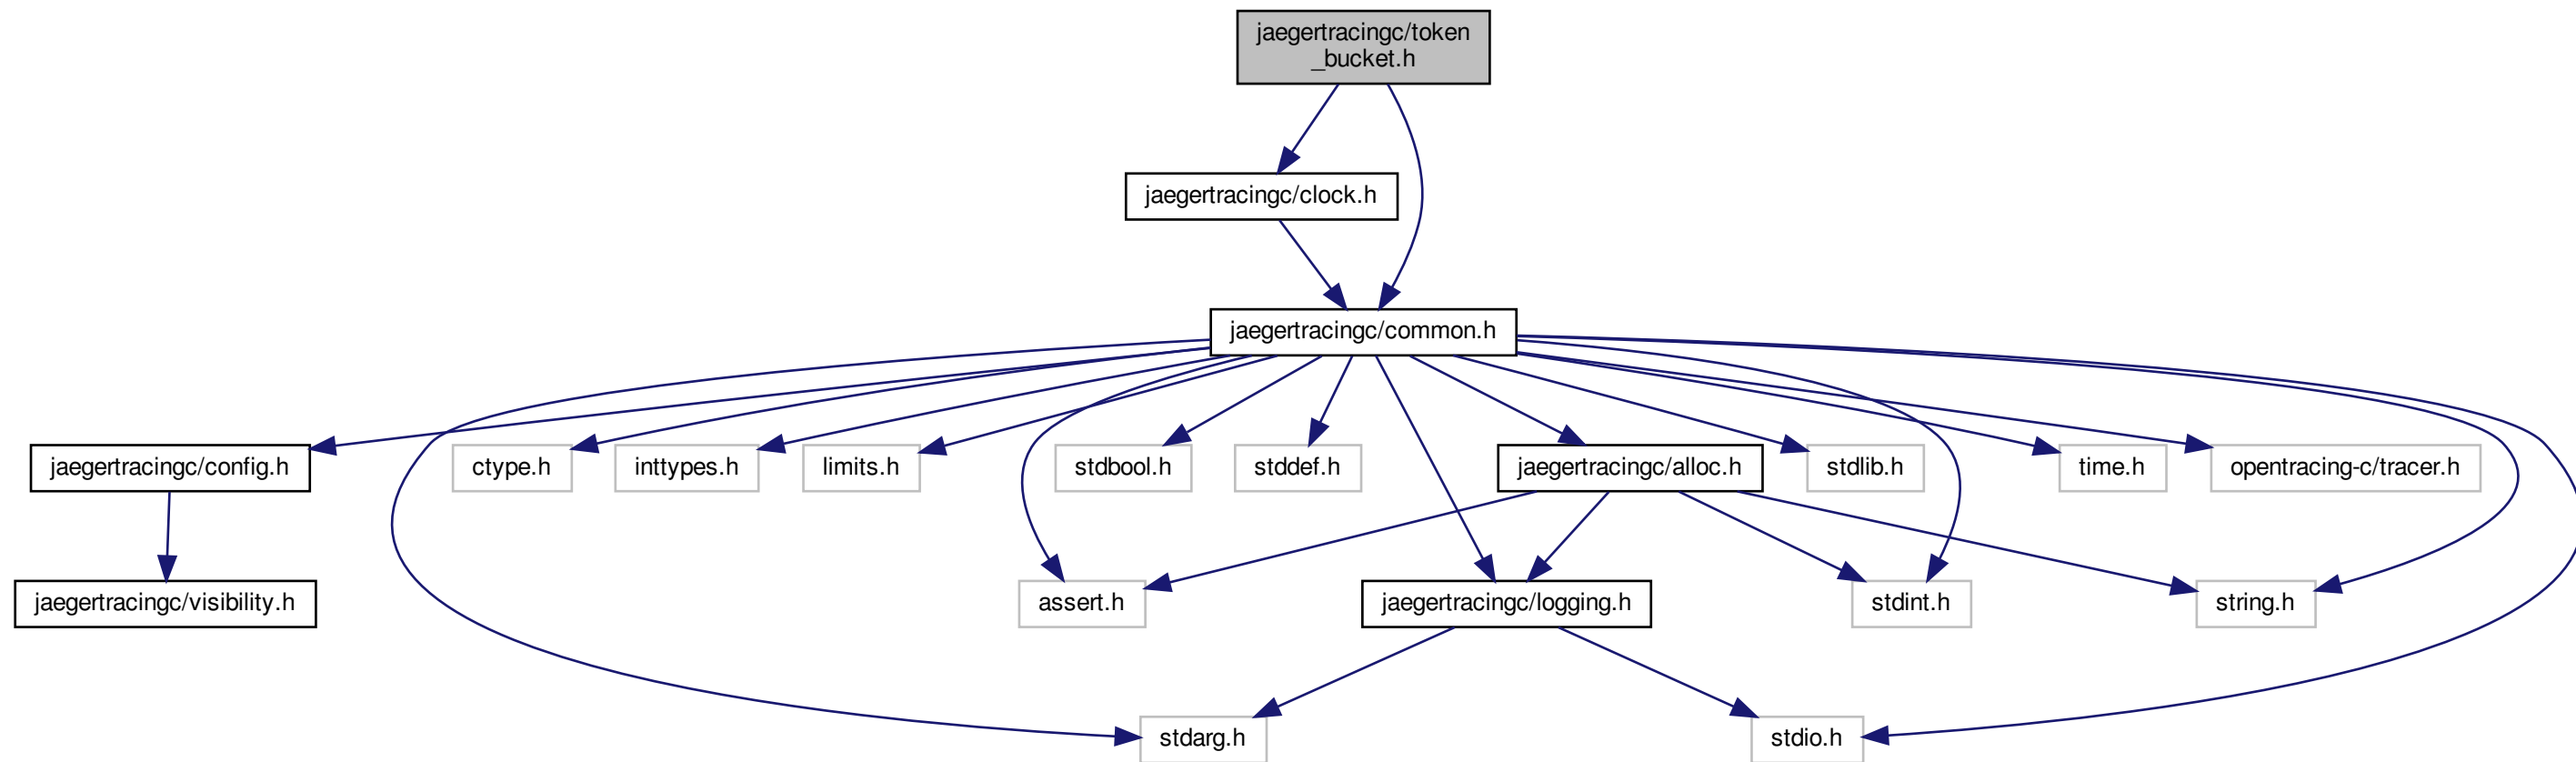 jaegertracingc/token
_bucket.h
jaegertracingc/clock.h
jaegertracingc/common.h
jaegertracingc/config.h
ctype.h
inttypes.h
limits.h
stdbool.h
stddef.h
jaegertracingc/alloc.h
stdlib.h
time.h
opentracing-c/tracer.h
jaegertracingc/visibility.h
assert.h
jaegertracingc/logging.h
stdint.h
string.h
stdarg.h
stdio.h